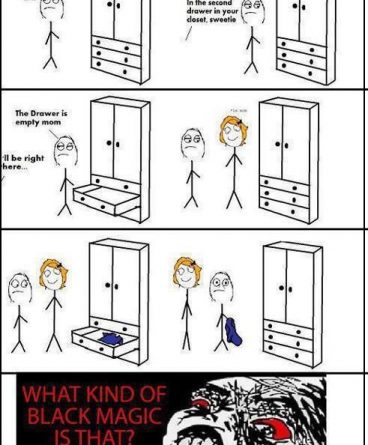 In the second
drawer in your
closet, sweetie
The Drawer is
empty mom
'll be right
here...
WHAT KIND OF
BLACK MAGIC
IS THAT?